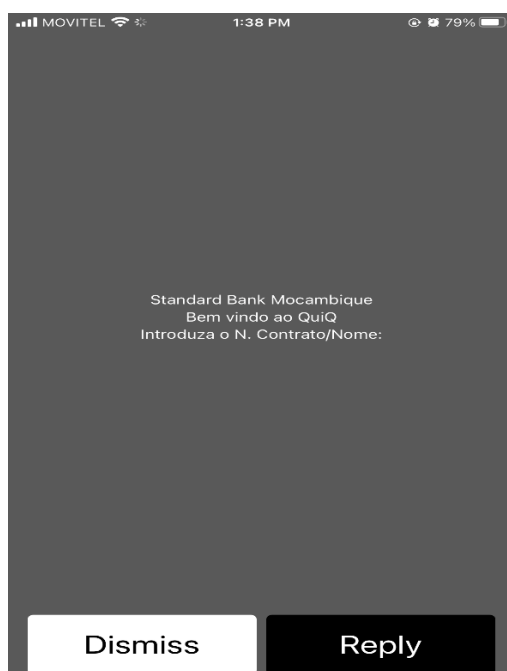 MOVITEL 1:38 PM 79%
Standard Bank Mocambique
Bem vindo ao QuiQ
Introduza o N. Contrato/Nome:
Dismiss Reply